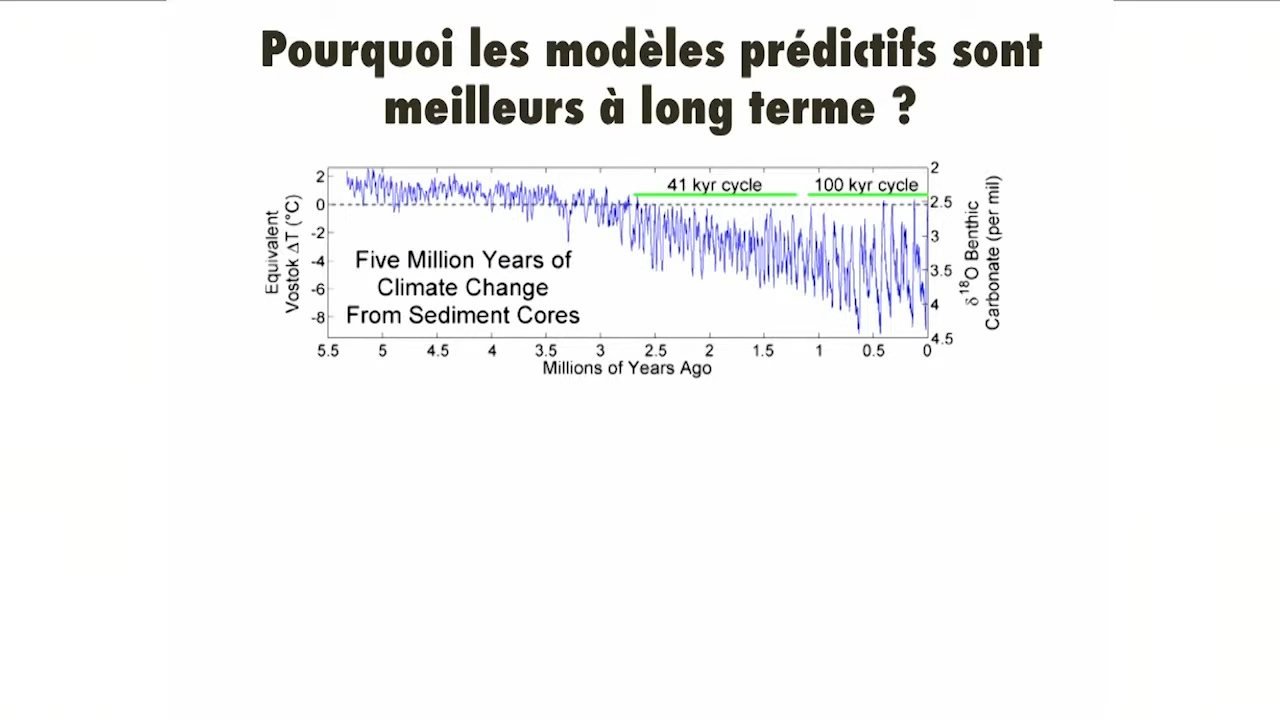 Pourquoi les modèles prédictifs sont
meilleurs à long terme ?
41 kyr cycle
100 kyr cycle
Five Million Years of
Climate Change
From Sediment Cores
Equivalent
Vostok ΔT (°C)
2
0
-2
-4
-6
-8
2
2.5
3
3.5
4
4.5
δ18O Benthic
Carbonate (per mil)
5.5 5 4.5 4 3.5 3 2.5 2 1.5 1 0.5 0
Millions of Years Ago